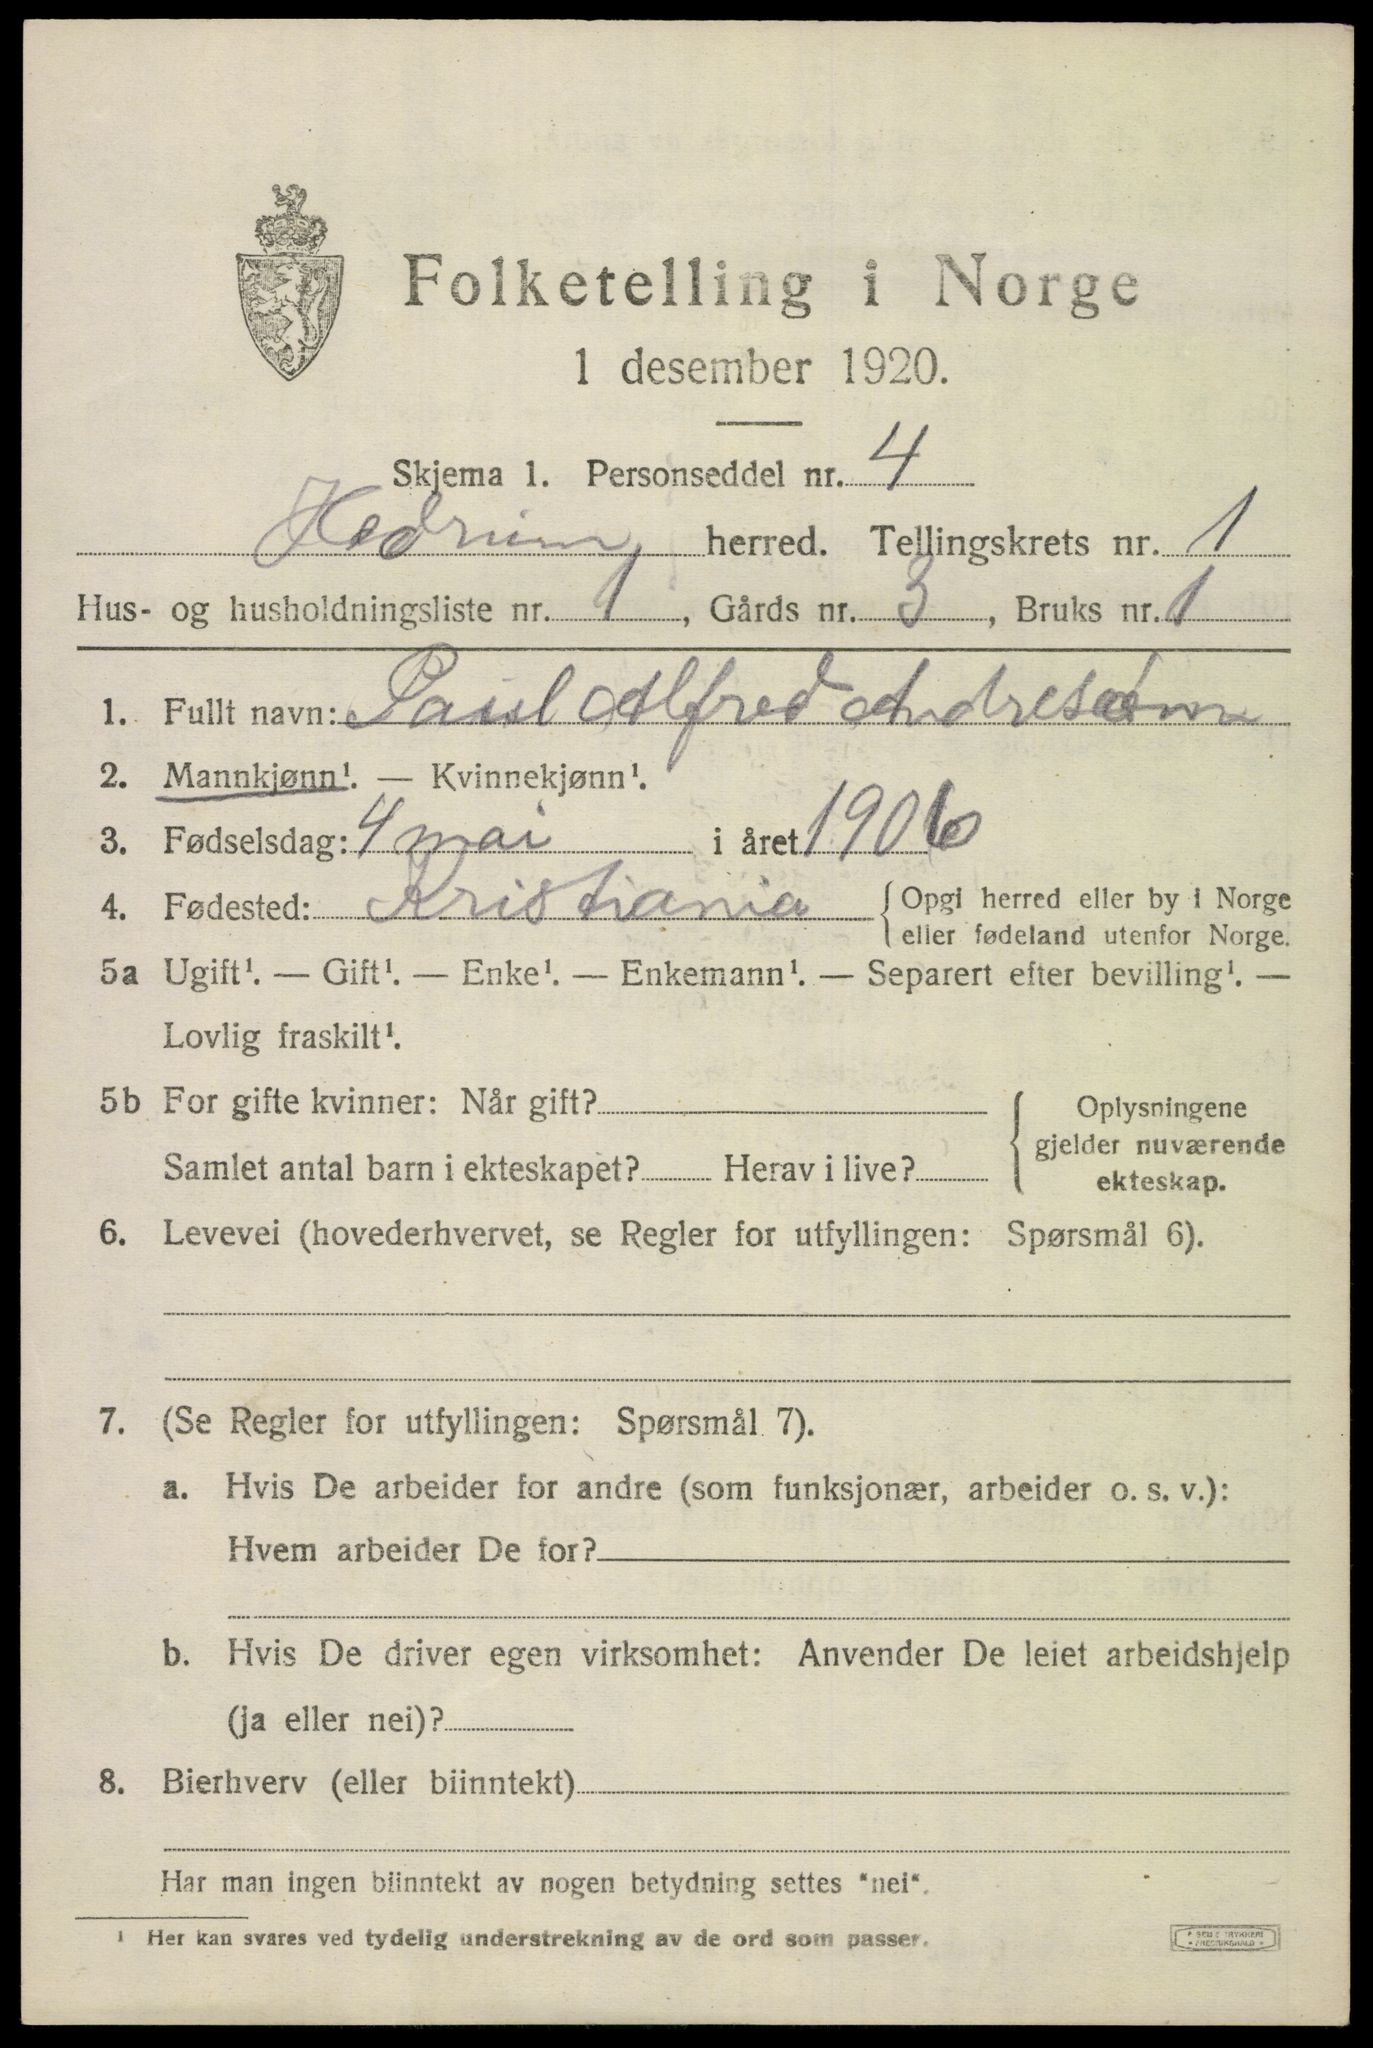 Folketelling i Norge
1 desember 1920.
Skjema 1. Personseddel nr. 4
Hedrum herred. Tellingskrets nr. 1
Hus- og husholdningsliste nr. 1, Gårds nr. 3, Bruks nr. 1
1. Fullt navn: Paul Alfred
2. Mannkjønn¹. — Kvinnekjønn¹.
3. Fødselsdag: 4 mai i året 1906
4. Fødested: Kristiania {Opgi herred eller by i Norge
eller fødeland utenfor Norge.
5a Ugift¹. — Gift¹. — Enke¹. — Enkemann¹. — Separert efter bevilling¹. —
Lovlig fraskilt¹.
5b For gifte kvinner: Når gift? { Oplysningene
gjelder nuværende
Samlet antal barn i ekteskapet? Herav i live?
ekteskap.
6. Levevei (hovederhvervet, se Regler for utfyllingen: Spørsmål 6).
7. (Se Regler for utfyllingen: Spørsmål 7).
a. Hvis De arbeider for andre (som funksjonær, arbeider o. s. v.):
Hvem arbeider De for?
b. Hvis De driver egen virksomhet: Anvender De leiet arbeidshjelp
(ja eller nei)?
8. Bierhverv (eller biinntekt)
Har man ingen biinntekt av nogen betydning settes "nei".
¹ Her kan svares ved tydelig understrekning av de ord som passer.